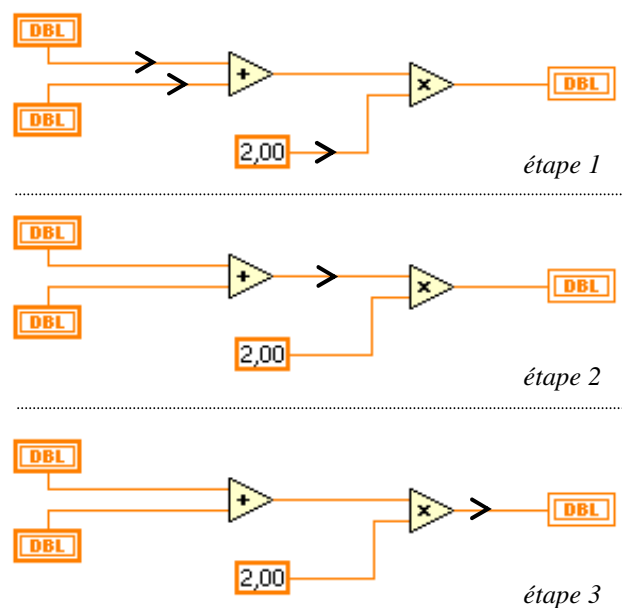 DBL
+
×
DBL
DBL
2,00
étape 1
DBL
+
×
DBL
DBL
2,00
étape 2
DBL
+
×
DBL
DBL
2,00
étape 3